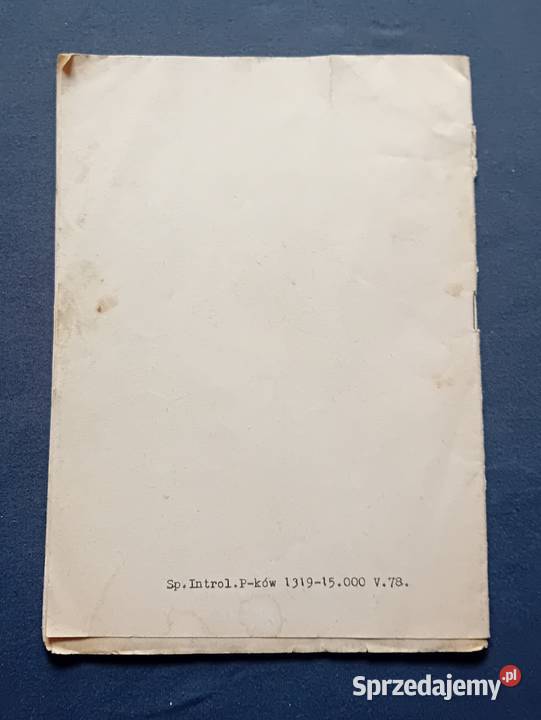 Sp.Introl.P-ków 1319-15.000 V.78.
Sprzedajemy.pl